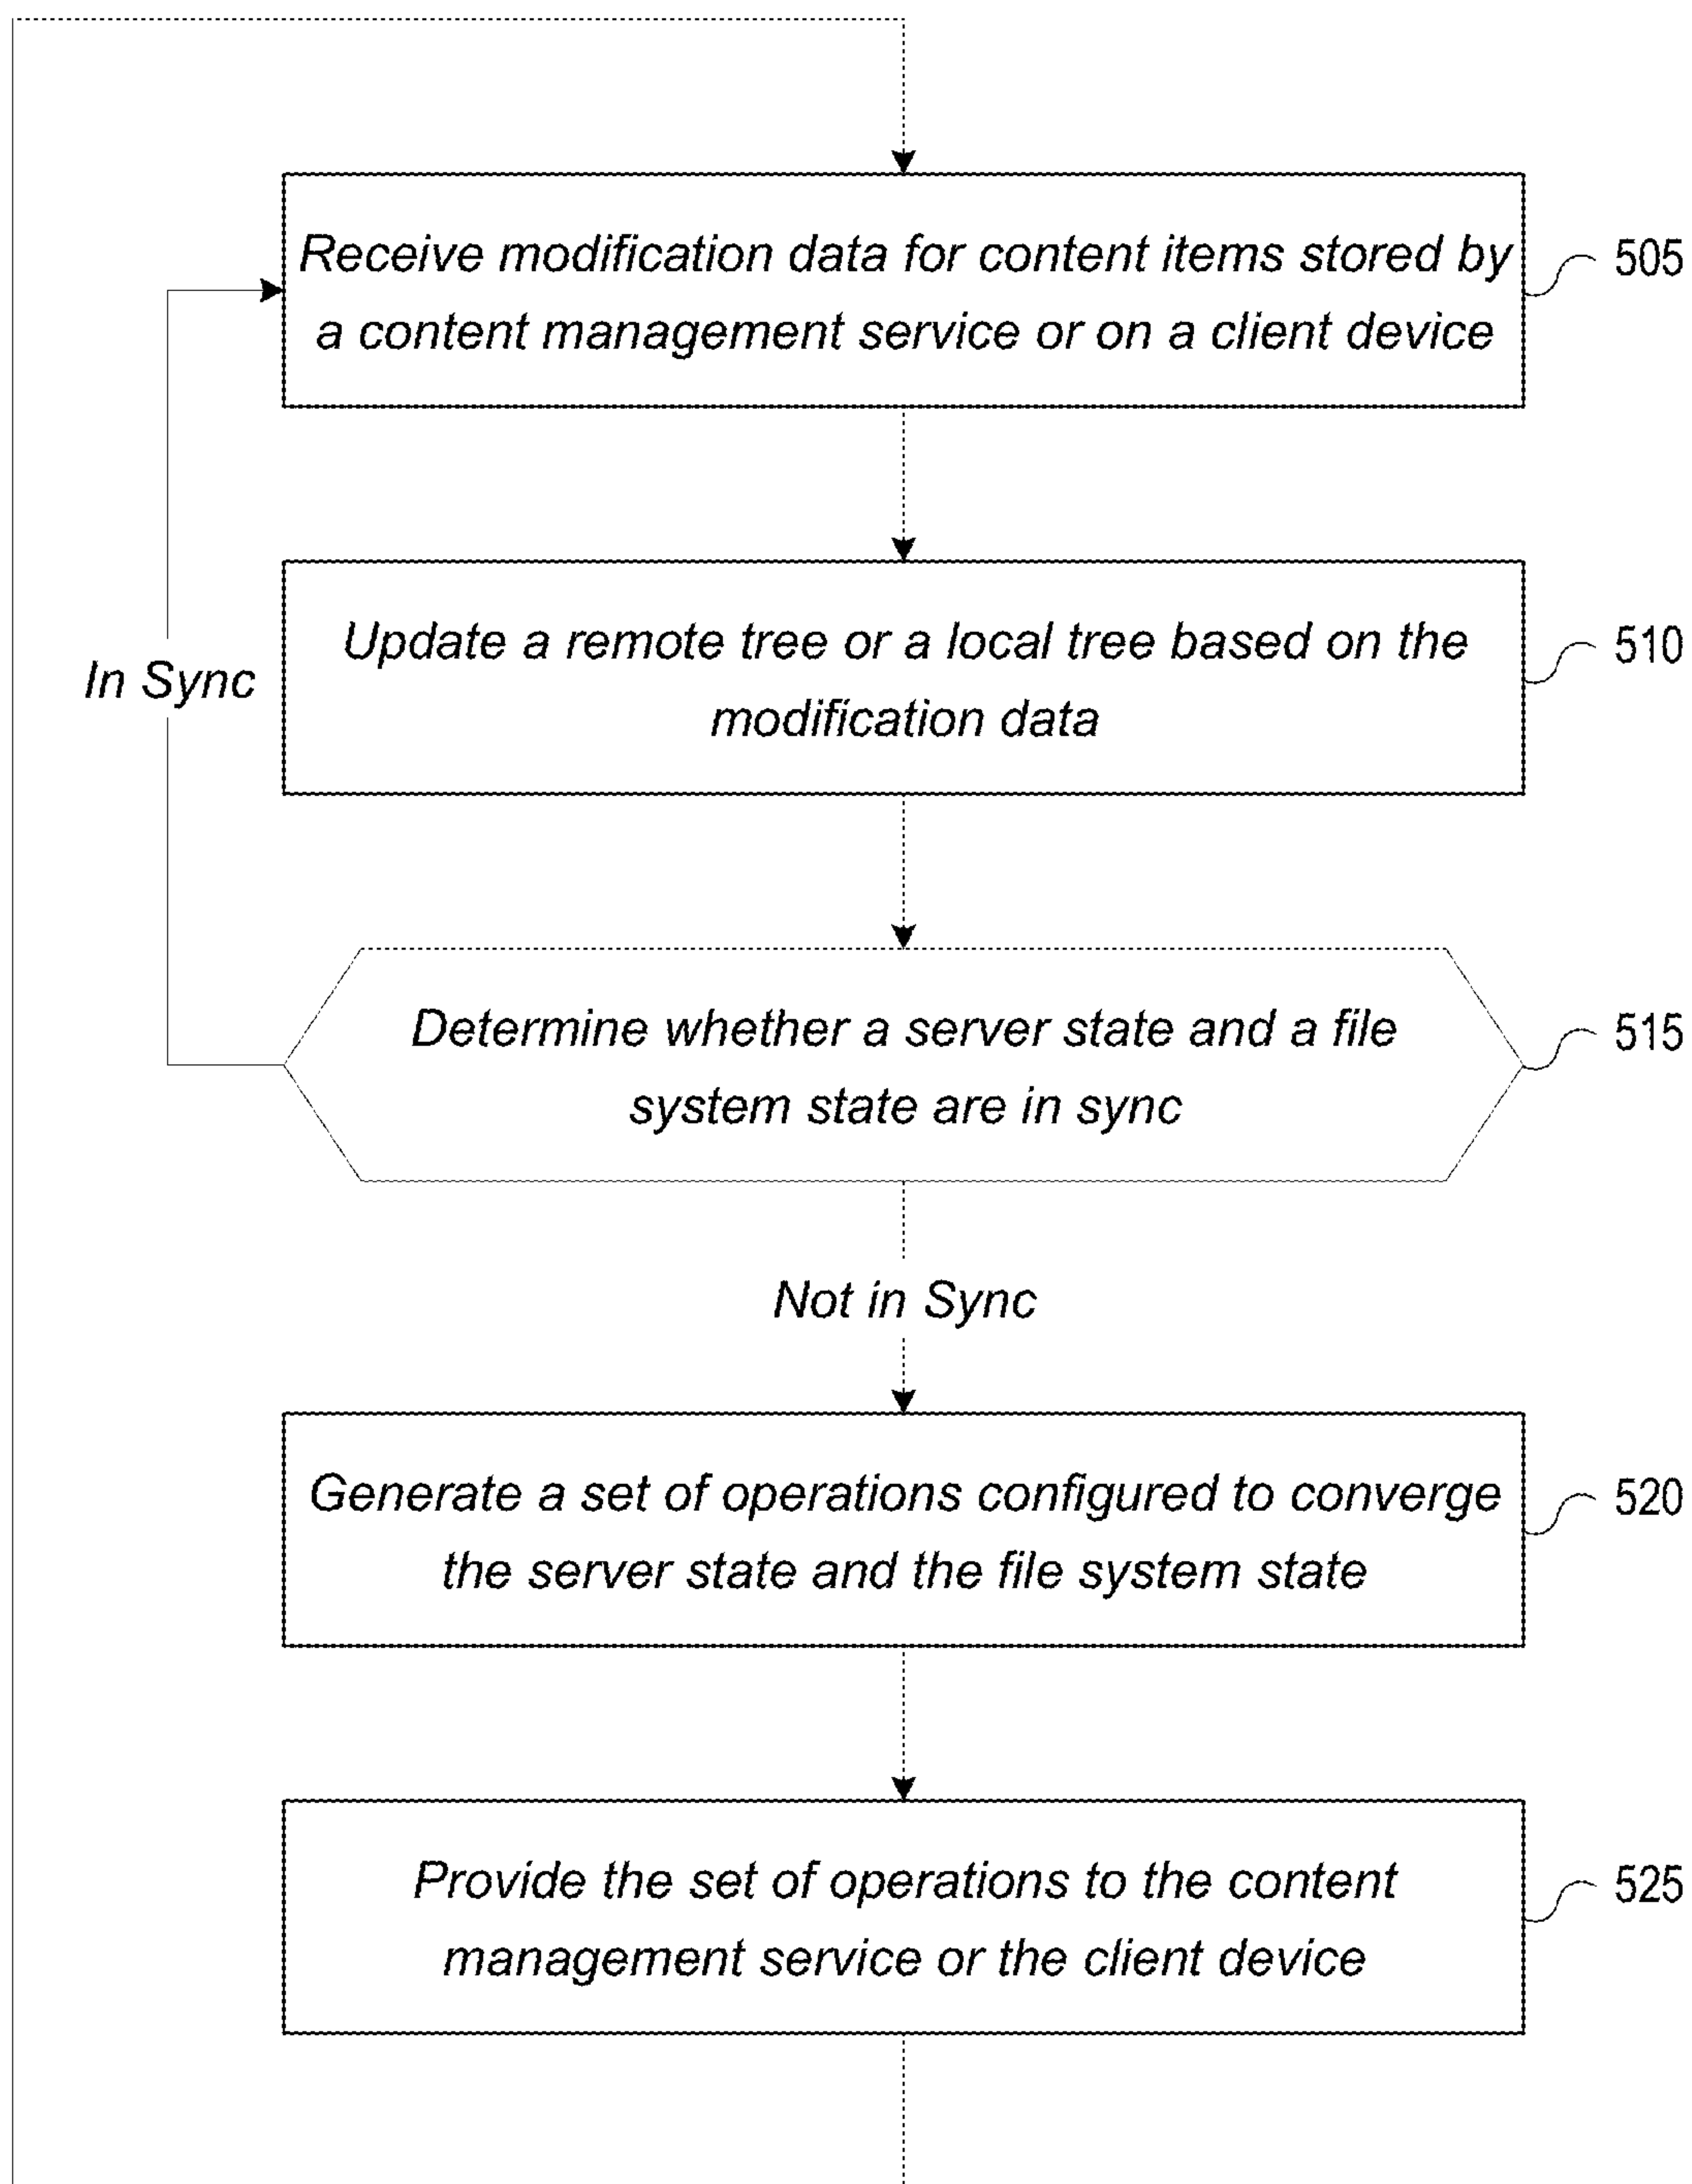 Receive modification data for content items stored by
a content management service or on a client device
505
Update a remote tree or a local tree based on the
modification data
510
In Sync
Determine whether a server state and a file
system state are in sync
515
Not in Sync
Generate a set of operations configured to converge
the server state and the file system state
520
Provide the set of operations to the content
management service or the client device
525